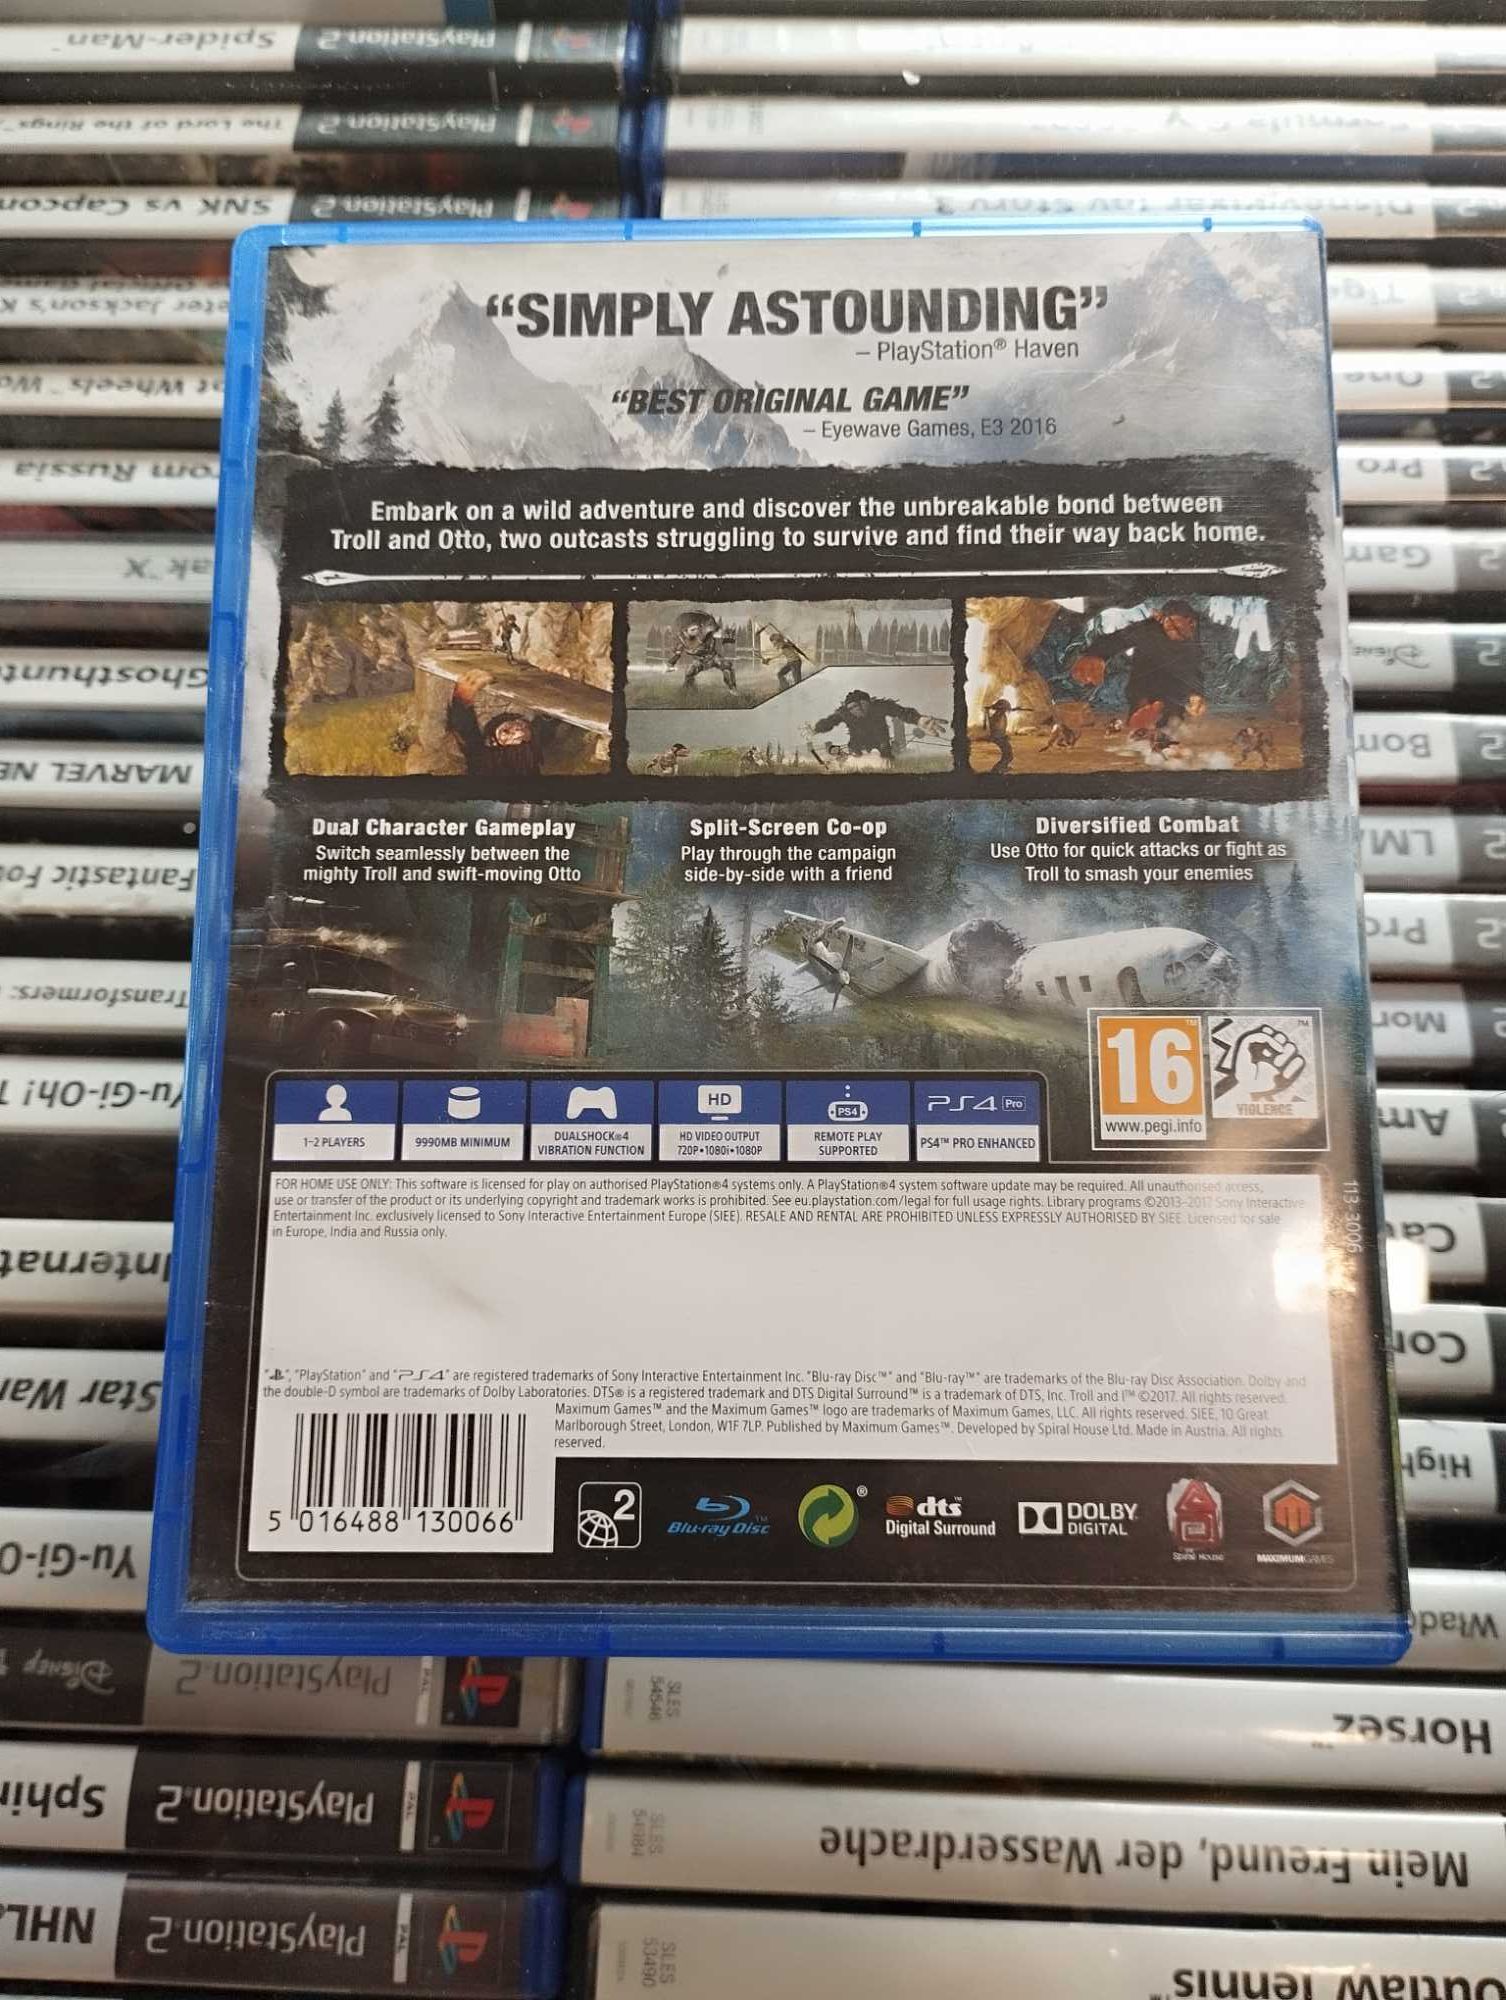 Spider-Man
PlayStation 2
The Lord of the Rings
PlayStation 2
SNK vs Capcom
PlayStation 2
“SIMPLY ASTOUNDING”
– PlayStation® Haven
“BEST ORIGINAL GAME”
– Eyewave Games, E3 2016
Embark on a wild adventure and discover the unbreakable bond between
Troll and Otto, two outcasts struggling to survive and find their way back home.
Dual Character Gameplay
Switch seamlessly between the
mighty Troll and swift-moving Otto
Split-Screen Co-op
Play through the campaign
side-by-side with a friend
Diversified Combat
Use Otto for quick attacks or fight as
Troll to smash your enemies
16
VIOLENCE
www.pegi.info
HD
PS4
PS4 Pro
1-2 PLAYERS
9990MB MINIMUM
DUALSHOCK®4
VIBRATION FUNCTION
HD VIDEO OUTPUT
720P•1080i•1080P
REMOTE PLAY
SUPPORTED
PS4™ PRO ENHANCED
FOR HOME USE ONLY: This software is licensed for play on authorised PlayStation®4 systems only. A PlayStation®4 system software update may be required. All unauthorised access,
use or transfer of the product or its underlying copyright and trademark works is prohibited. See eu.playstation.com/legal for full usage rights. Library programs ©2013-2017 Sony Interactive
Entertainment Inc. exclusively licensed to Sony Interactive Entertainment Europe (SIEE). RESALE AND RENTAL ARE PROHIBITED UNLESS EXPRESSLY AUTHORISED BY SIEE. Licensed for sale
in Europe, India and Russia only.
"PlayStation" and "PS4" are registered trademarks of Sony Interactive Entertainment Inc. "Blu-ray Disc™" and "Blu-ray™" are trademarks of the Blu-ray Disc Association. Dolby and
the double-D symbol are trademarks of Dolby Laboratories. DTS® is a registered trademark and DTS Digital Surround™ is a trademark of DTS, Inc. Troll and I™ ©2017. All rights reserved.
Maximum Games™ and the Maximum Games™ logo are trademarks of Maximum Games, LLC. All rights reserved. SIEE, 10 Great
Marlborough Street, London, W1F 7LP. Published by Maximum Games™. Developed by Spiral House Ltd. Made in Austria. All rights
reserved.
5 016488 130066
2
Blu-ray Disc
dts
Digital Surround
DOLBY
DIGITAL
Spiral House
MAXIMUM GAMES
Ghosthunt
MARVEL NE
Transformers:
Yu-Gi-Oh!
Internat
Star War
Yu-Gi-O
Disney
PlayStation 2
Horsez
Sphin
PlayStation 2
Mein Freund, der Wasserdrache
NHL
PlayStation 2
SLES
53490
Outlaw Tennis